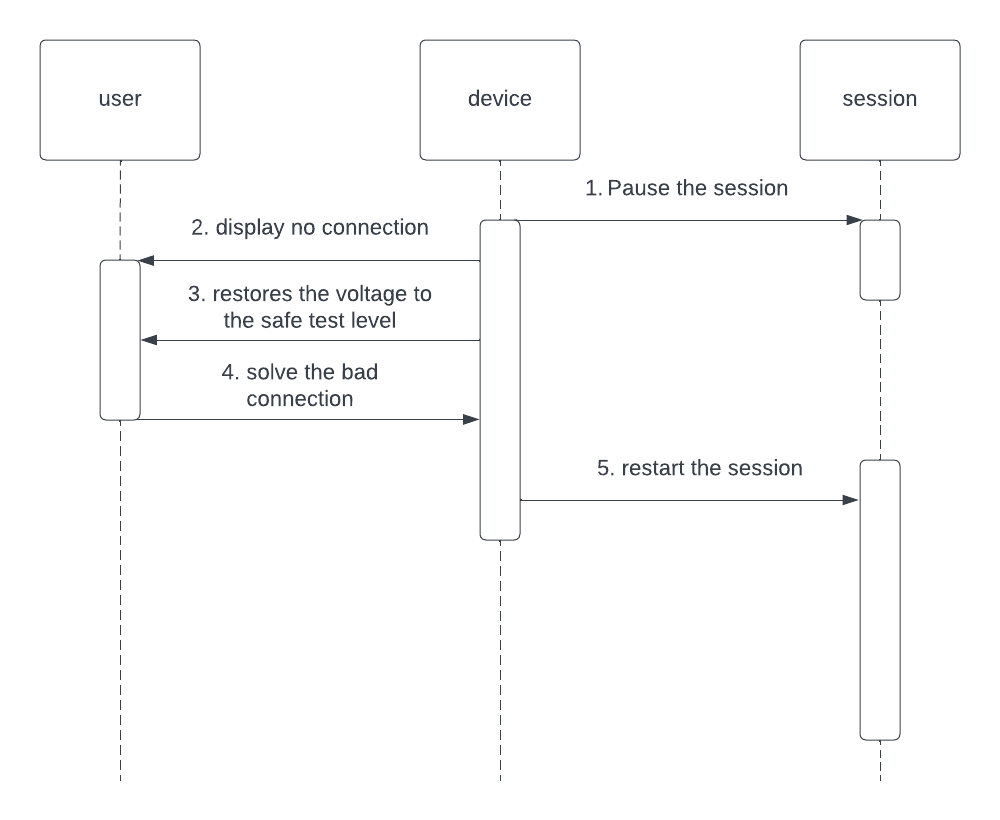 user
device
session
1. Pause the session
2. display no connection
3. restores the voltage to
the safe test level
4. solve the bad
connection
5. restart the session